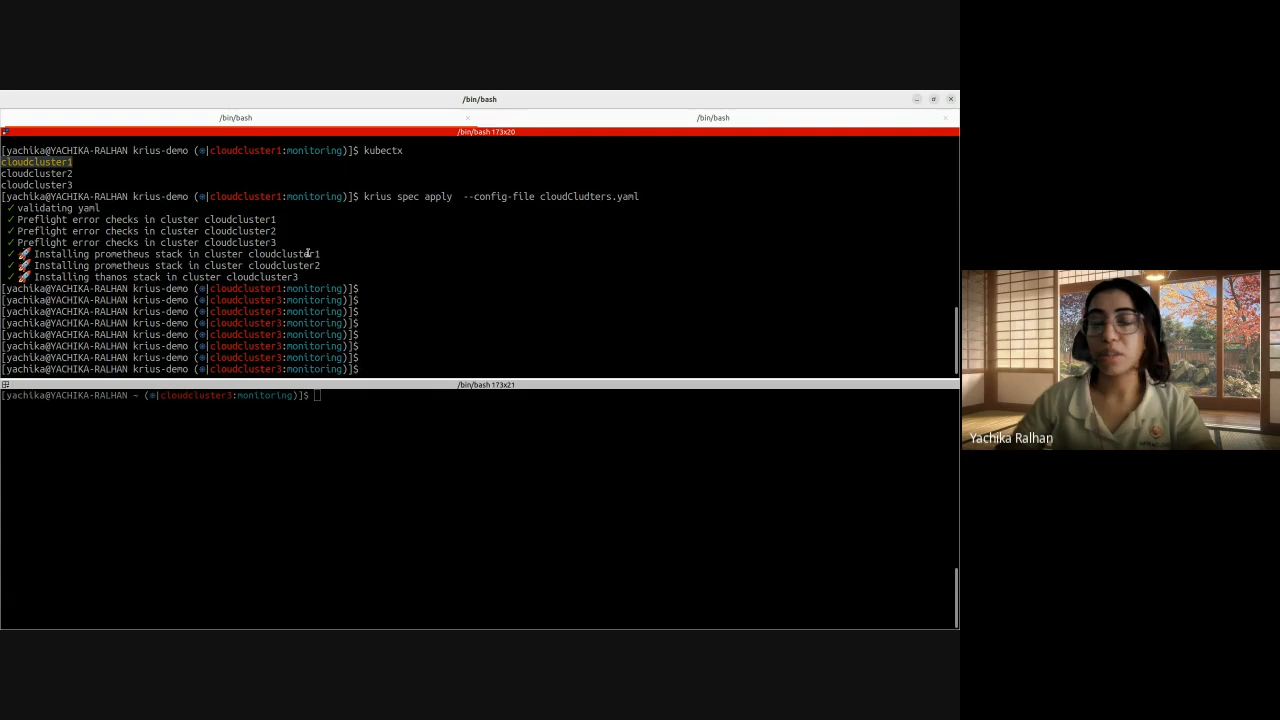 /bin/bash
/bin/bash
/bin/bash
/bin/bash 173x20
[yachika@YACHIKA-RALHAN krius-demo (⎈|cloudcluster1:monitoring)]$ kubectx
cloudcluster1
cloudcluster2
cloudcluster3
[yachika@YACHIKA-RALHAN krius-demo (⎈|cloudcluster1:monitoring)]$ krius spec apply  --config-file cloudCludters.yaml
✓ validating yaml
✓ Preflight error checks in cluster cloudcluster1
✓ Preflight error checks in cluster cloudcluster2
✓ Preflight error checks in cluster cloudcluster3
✓ 🚀 Installing prometheus stack in cluster cloudcluster1
✓ 🚀 Installing prometheus stack in cluster cloudcluster2
✓ 🚀 Installing thanos stack in cluster cloudcluster3
[yachika@YACHIKA-RALHAN krius-demo (⎈|cloudcluster1:monitoring)]$
[yachika@YACHIKA-RALHAN krius-demo (⎈|cloudcluster3:monitoring)]$
[yachika@YACHIKA-RALHAN krius-demo (⎈|cloudcluster3:monitoring)]$
[yachika@YACHIKA-RALHAN krius-demo (⎈|cloudcluster3:monitoring)]$
[yachika@YACHIKA-RALHAN krius-demo (⎈|cloudcluster3:monitoring)]$
[yachika@YACHIKA-RALHAN krius-demo (⎈|cloudcluster3:monitoring)]$
[yachika@YACHIKA-RALHAN krius-demo (⎈|cloudcluster3:monitoring)]$
[yachika@YACHIKA-RALHAN krius-demo (⎈|cloudcluster3:monitoring)]$
/bin/bash 173x21
[yachika@YACHIKA-RALHAN ~ (⎈|cloudcluster3:monitoring)]$
Yachika Ralhan